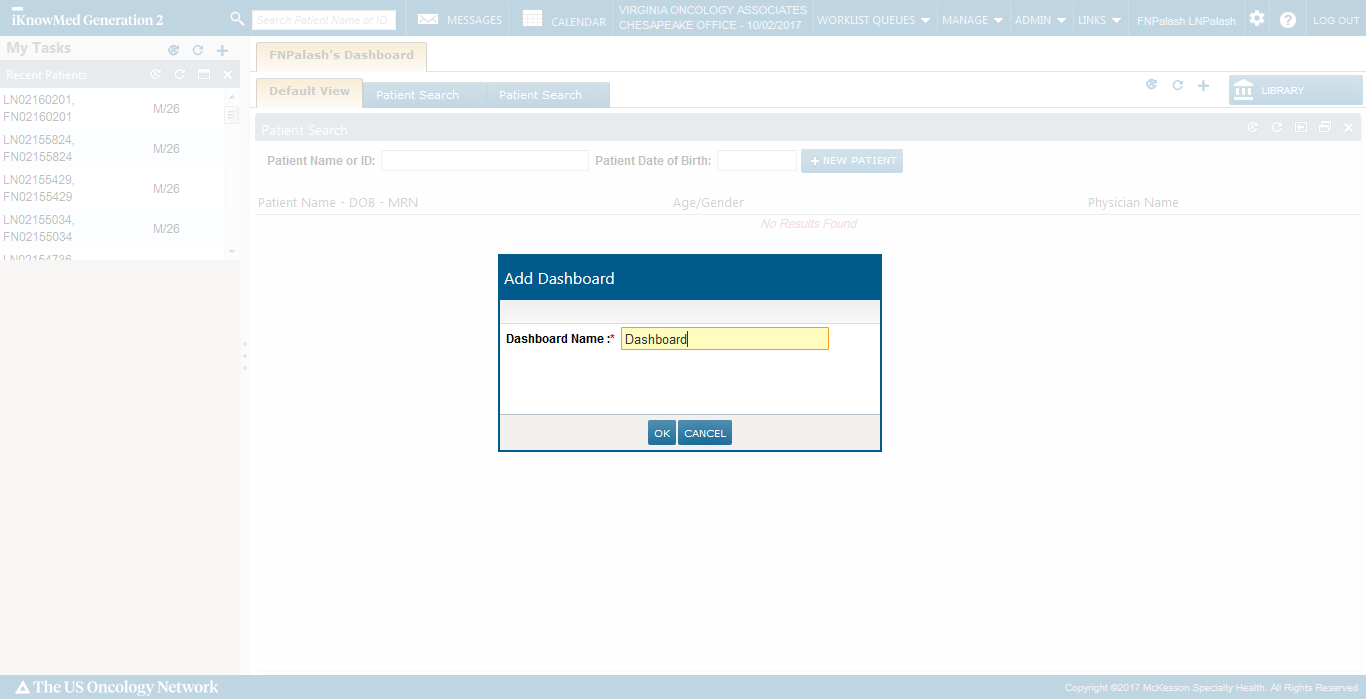 iKnowMed Generation 2
Search Patient Name or ID
MESSAGES
CALENDAR
VIRGINIA ONCOLOGY ASSOCIATES
CHESAPEAKE OFFICE - 10/02/2017
WORKLIST QUEUES
MANAGE
ADMIN
LINKS
FNPalash LNPalash
LOG OUT
My Tasks
Recent Patients
LN02160201,
FN02160201
M/26
LN02155824,
FN02155824
M/26
LN02155429,
FN02155429
M/26
LN02155034,
FN02155034
M/26
LN02154736
FNPalash's Dashboard
Default View
Patient Search
Patient Search
LIBRARY
Patient Search
Patient Name or ID:
Patient Date of Birth:
+ NEW PATIENT
Patient Name - DOB - MRN
Age/Gender
Physician Name
No Results Found
Add Dashboard
Dashboard Name :*
Dashboard
OK
CANCEL
The US Oncology Network
Copyright ©2017 McKesson Specialty Health. All Rights Reserved